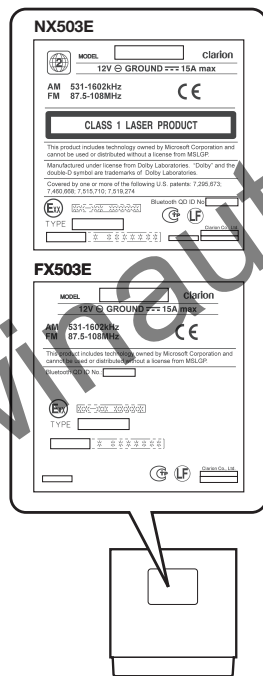 NX503E
2
MODEL clarion
12V ⊖ GROUND ⎓ 15A max
AM 531-1602kHz
FM 87.5-108MHz
CE
CLASS 1 LASER PRODUCT
This product includes technology owned by Microsoft Corporation and
cannot be used or distributed without a license from MSLGP.
Manufactured under license from Dolby Laboratories. "Dolby" and the
double-D symbol are trademarks of Dolby Laboratories.
Covered by one or more of the following U.S. patents: 7,295,673;
7,460,688; 7,515,710; 7,519,274
Bluetooth QD ID No.
Exx
LF
TYPE
Clarion Co., Ltd.
FX503E
MODEL clarion
12V ⊖ GROUND ⎓ 15A max
AM 531-1602kHz
FM 87.5-108MHz
CE
This product includes technology owned by Microsoft Corporation and
cannot be used or distributed without a license from MSLGP.
Bluetooth QD ID No.:
Exx
TYPE
LF
Clarion Co., Ltd.